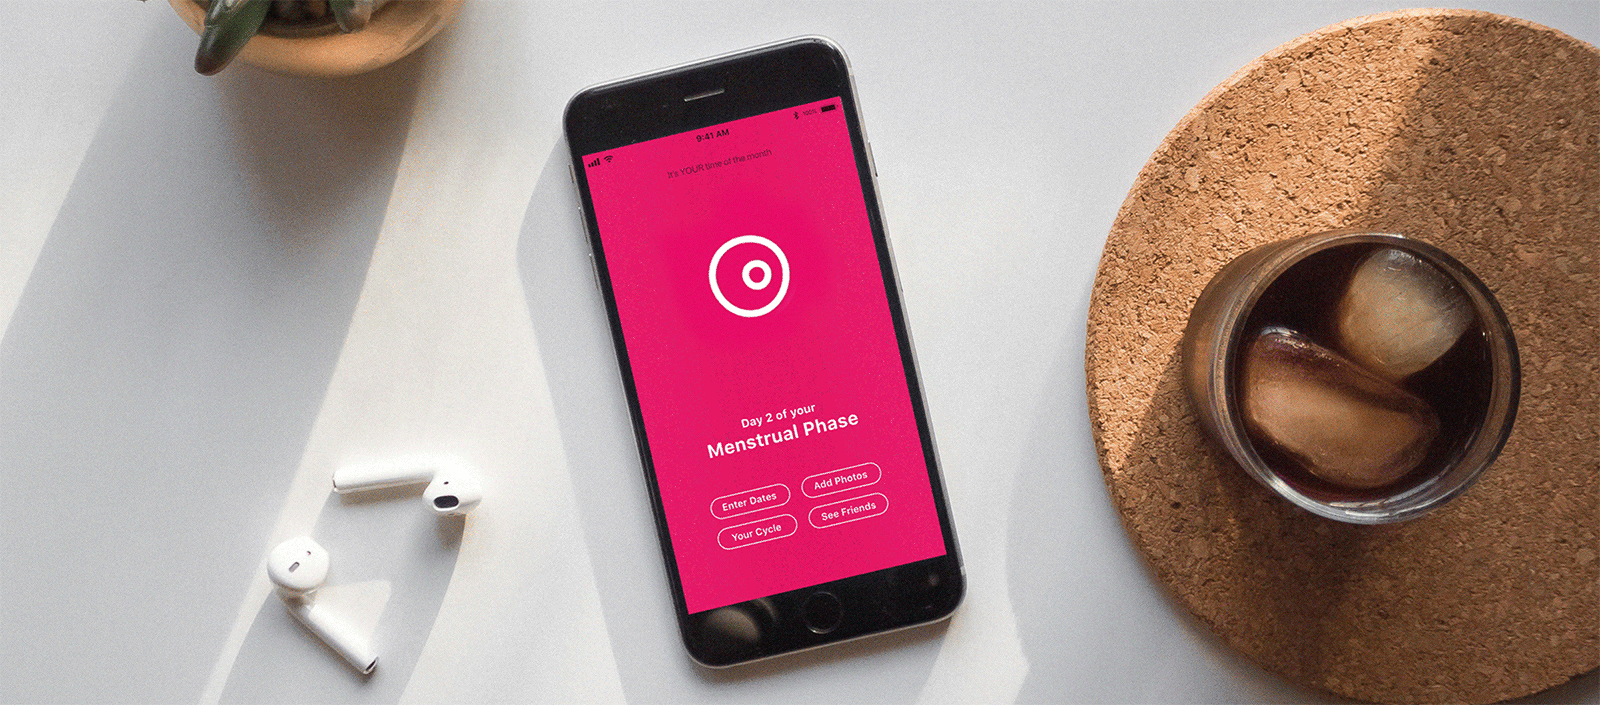 9:41 AM
100%
It's YOUR time of the month
Day 2 of your
Menstrual Phase
Enter Dates
Add Photos
Your Cycle
See Friends